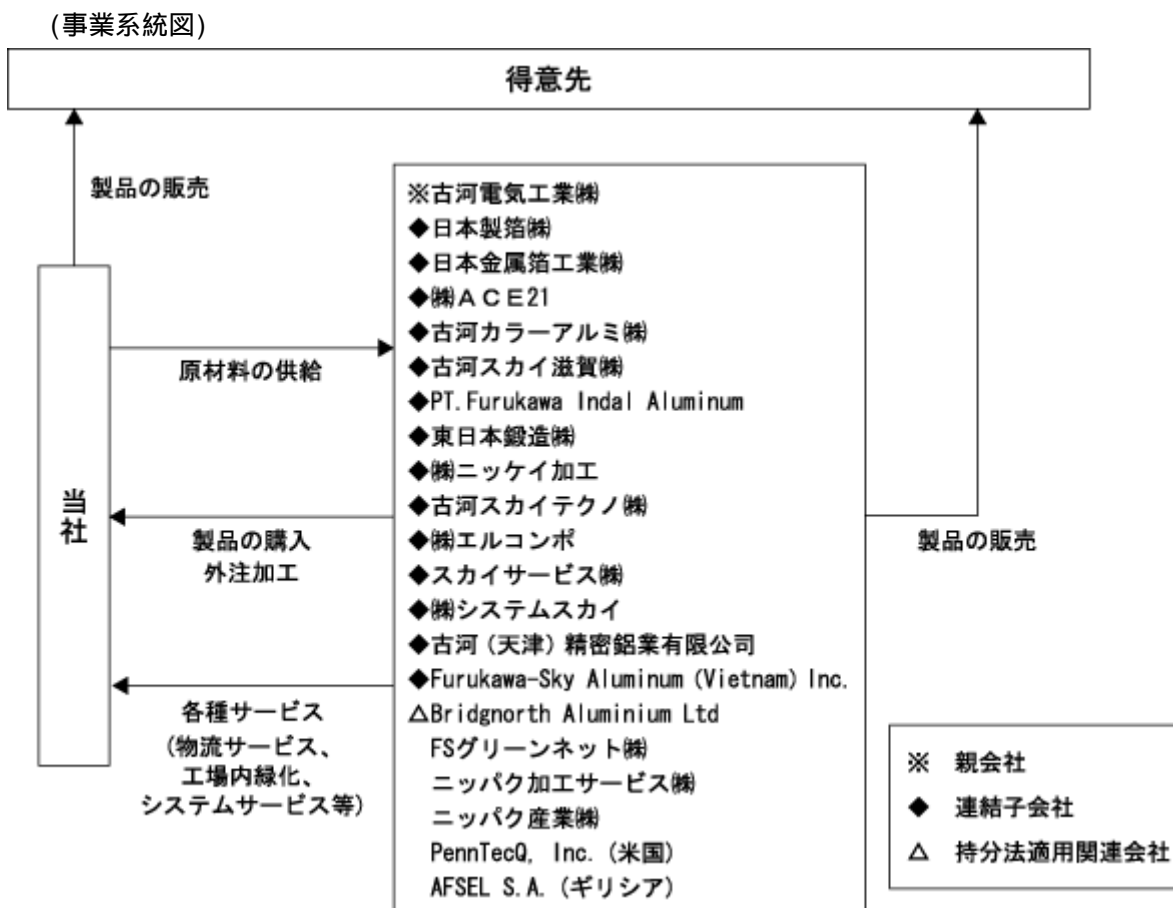 (事業系統図)
得意先
製品の販売
当社
原材料の供給
製品の購入
外注加工
各種サービス
(物流サービス、
工場内緑化、
システムサービス等)
※古河電気工業㈱
◆日本製箔㈱
◆日本金属箔工業㈱
◆㈱ACE21
◆古河カラーアルミ㈱
◆古河スカイ滋賀㈱
◆PT.Furukawa Indal Aluminum
◆東日本鍛造㈱
◆㈱ニッケイ加工
◆古河スカイテクノ㈱
◆㈱エルコンポ
◆スカイサービス㈱
◆㈱システムスカイ
◆古河(天津)精密鋁業有限公司
◆Furukawa-Sky Aluminum (Vietnam) Inc.
△Bridgnorth Aluminium Ltd
FSグリーンネット㈱
ニッパク加工サービス㈱
ニッパク産業㈱
PennTecQ, Inc. (米国)
AFSEL S.A. (ギリシア)
製品の販売
※ 親会社
◆ 連結子会社
△ 持分法適用関連会社